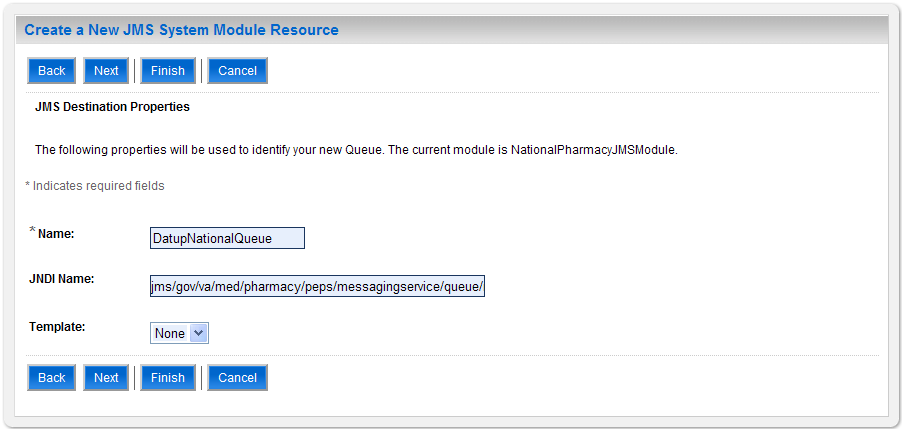 Create a New JMS System Module Resource
Back Next Finish Cancel
JMS Destination Properties
The following properties will be used to identify your new Queue. The current module is NationalPharmacyJMSModule.
* Indicates required fields
* Name: DatupNationalQueue
JNDI Name: jms/gov/va/med/pharmacy/peps/messagingservice/queue/
Template: None
Back Next Finish Cancel